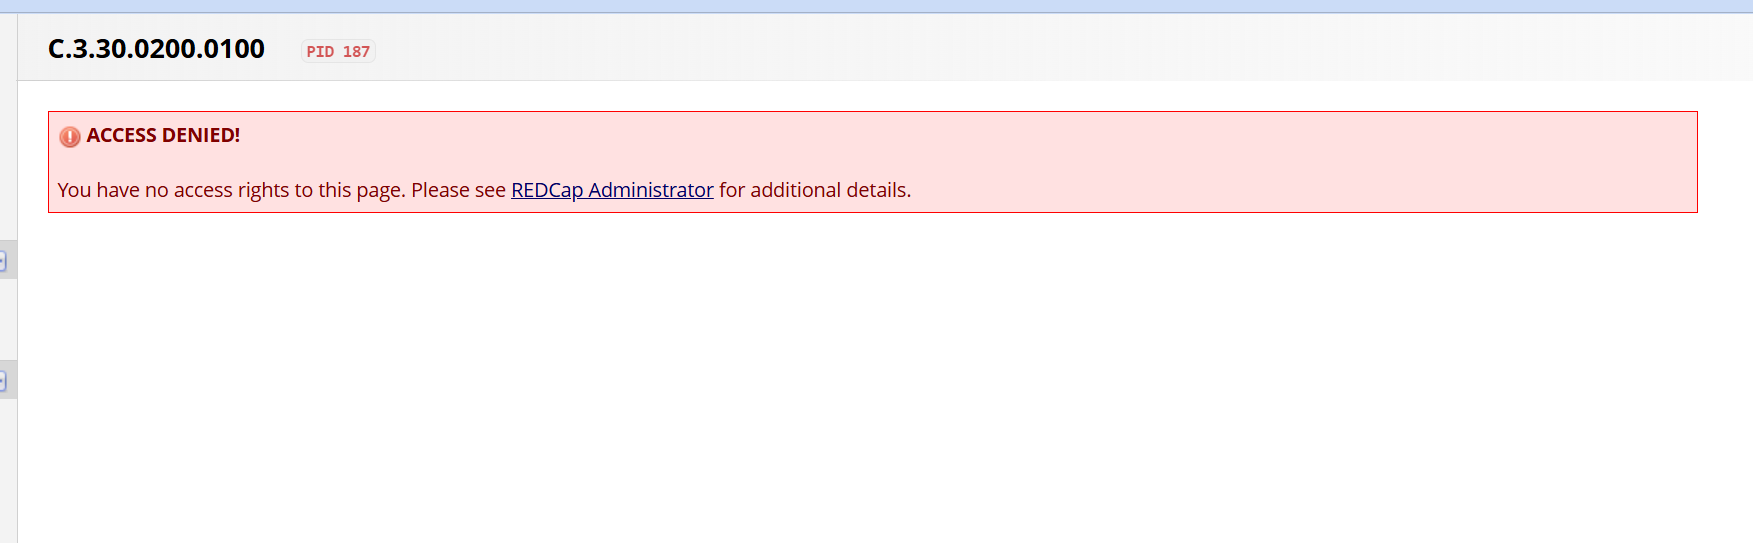 C.3.30.0200.0100 PID 187
ACCESS DENIED!
You have no access rights to this page. Please see REDCap Administrator for additional details.